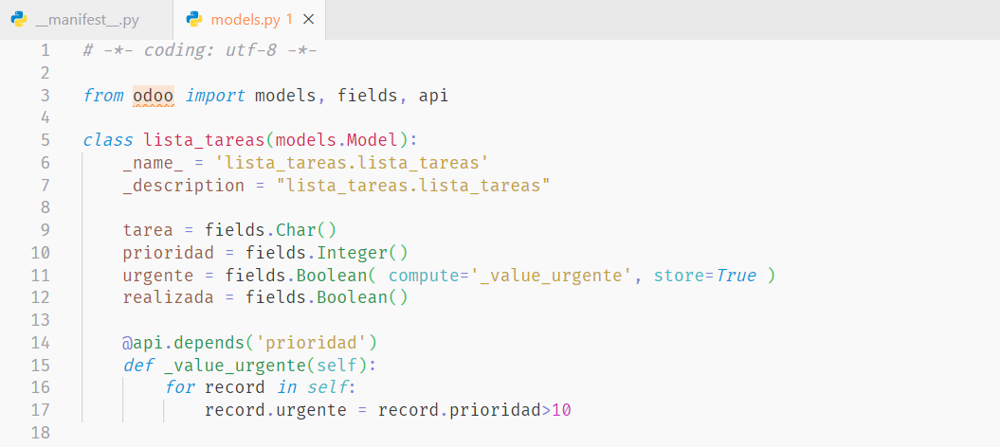 __manifest__.py models.py 1 ×
1 # -*- coding: utf-8 -*-
2
3 from odoo import models, fields, api
4
5 class lista_tareas(models.Model):
6     _name_ = 'lista_tareas.lista_tareas'
7     _description = "lista_tareas.lista_tareas"
8
9     tarea = fields.Char()
10     prioridad = fields.Integer()
11     urgente = fields.Boolean( compute='_value_urgente', store=True )
12     realizada = fields.Boolean()
13
14     @api.depends('prioridad')
15     def _value_urgente(self):
16         for record in self:
17             record.urgente = record.prioridad>10
18